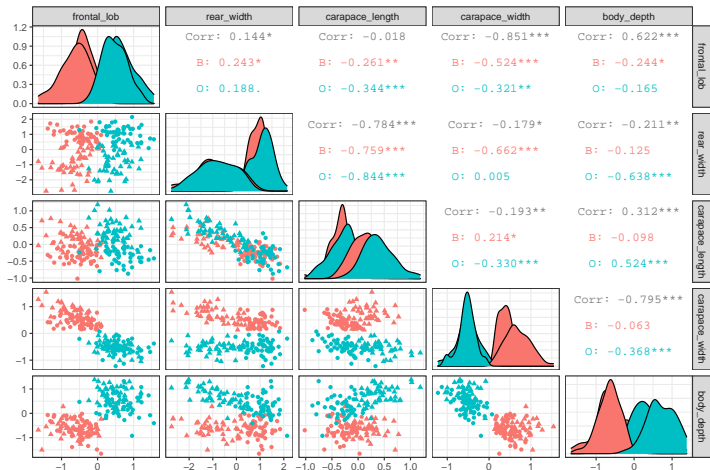 frontal_lob rear_width carapace_length carapace_width body_depth
1.2
0.9
0.6
0.3
0.0
Corr: 0.144* Corr: -0.018 Corr: -0.851*** Corr: 0.622***
B: 0.243* B: -0.261** B: -0.524*** B: -0.244*
O: 0.188. O: -0.344*** O: -0.321** O: -0.165
frontal_lob
2
1
0
-1
-2
Corr: -0.784*** Corr: -0.179* Corr: -0.211**
B: -0.759*** B: -0.662*** B: -0.125
O: -0.844*** O: 0.005 O: -0.638***
rear_width
1.0
0.5
0.0
-0.5
-1.0
Corr: -0.193** Corr: 0.312***
B: 0.214* B: -0.098
O: -0.330*** O: 0.524***
carapace_length
1
0
-1
Corr: -0.795***
B: -0.063
O: -0.368***
carapace_width
1
0
-1
body_depth
-1 0 1 -2 -1 0 1 2 -1.0 -0.5 0.0 0.5 1.0 -1 0 1 -1 0 1